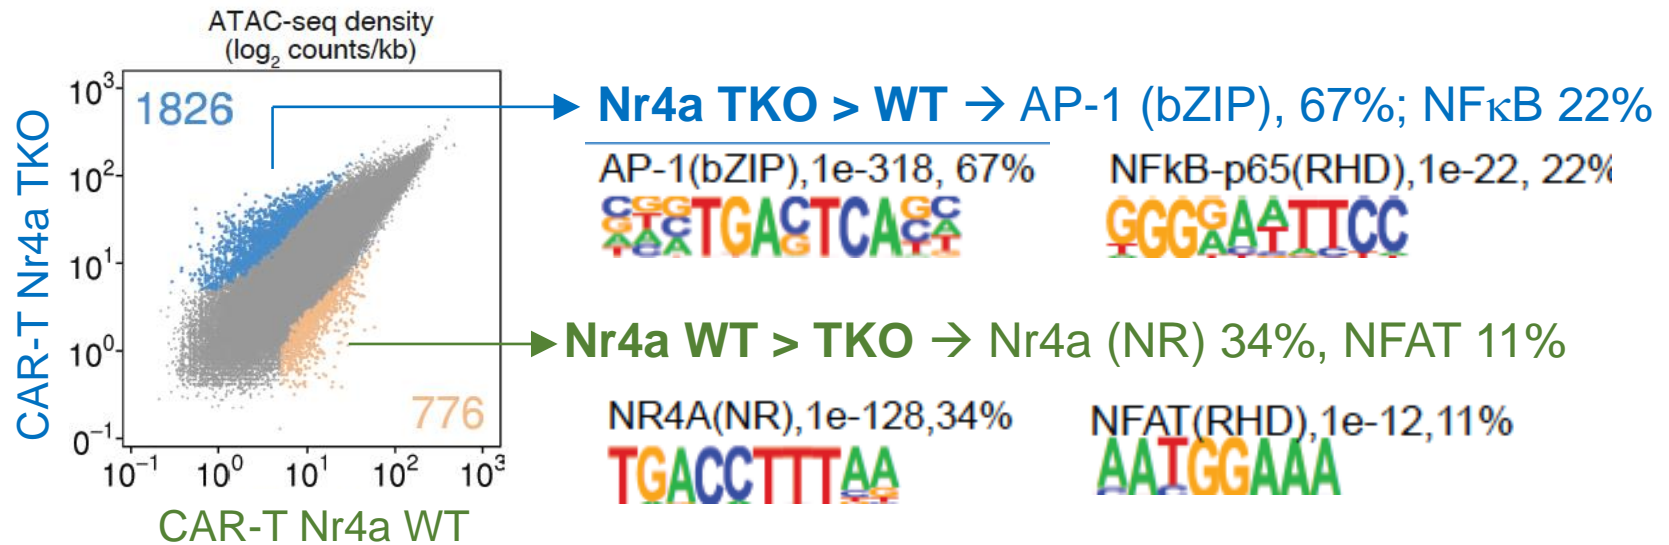 ATAC-seq density
(log₂ counts/kb)
CAR-T Nr4a TKO
10³
10²
10¹
10⁰
0⁻¹
1826
776
10⁻¹ 10⁰ 10¹ 10² 10³
CAR-T Nr4a WT
Nr4a TKO > WT → AP-1 (bZIP), 67%; NFκB 22%
AP-1(bZIP),1e-318, 67%
NFkB-p65(RHD),1e-22, 22%
TGAGTCA
GGGGAATTCC
Nr4a WT > TKO → Nr4a (NR) 34%, NFAT 11%
NR4A(NR),1e-128,34%
NFAT(RHD),1e-12,11%
TGACCTTTAA
AATGGAAA